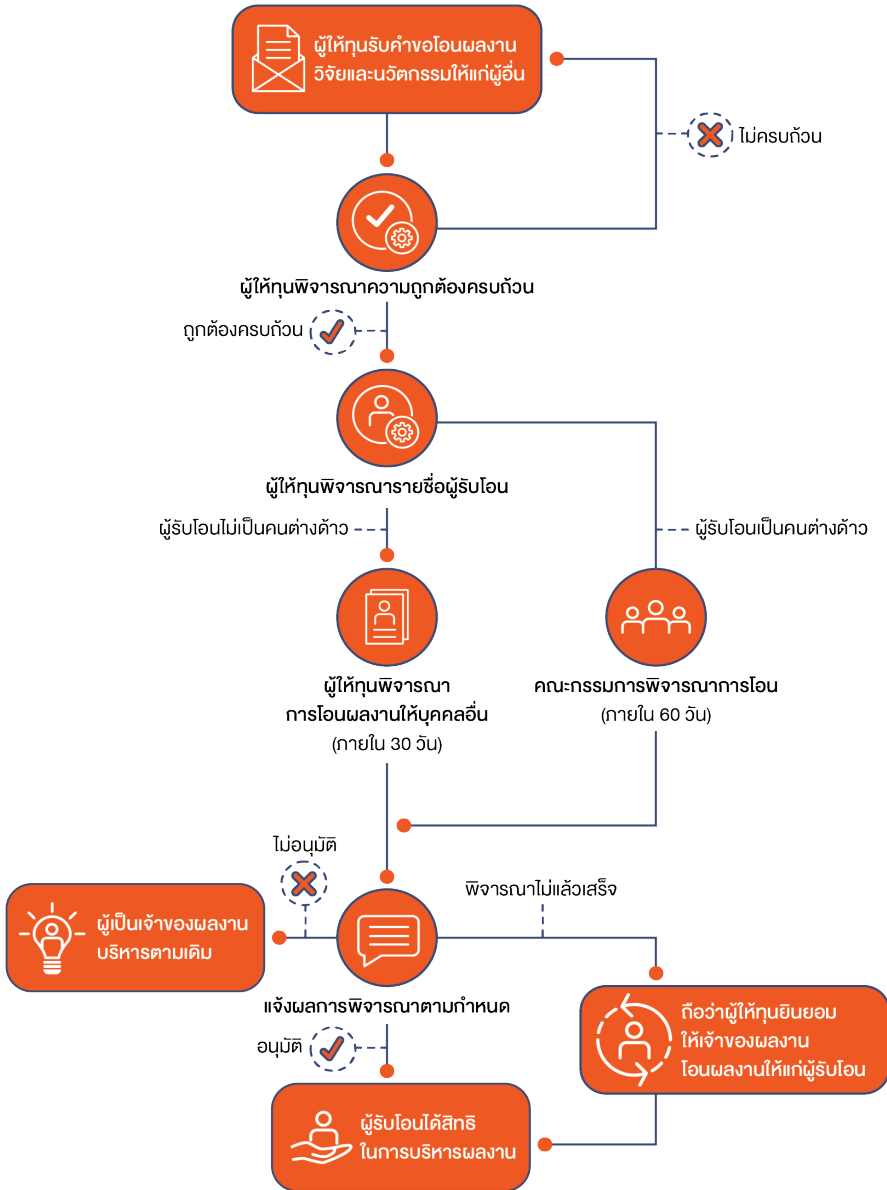 ผู้ให้ทุนรับคำขอโอนผลงาน
วิจัยและนวัตกรรมให้แก่ผู้อื่น
ไม่ครบถ้วน
ผู้ให้ทุนพิจารณาความถูกต้องครบถ้วน
ถูกต้องครบถ้วน
ผู้ให้ทุนพิจารณารายชื่อผู้รับโอน
ผู้รับโอนไม่เป็นคนต่างด้าว
ผู้รับโอนเป็นคนต่างด้าว
ผู้ให้ทุนพิจารณา
การโอนผลงานให้บุคคลอื่น
(ภายใน 30 วัน)
คณะกรรมการพิจารณาการโอน
(ภายใน 60 วัน)
ไม่อนุมัติ
พิจารณาไม่แล้วเสร็จ
ผู้เป็นเจ้าของผลงาน
บริหารตามเดิม
แจ้งผลการพิจารณาตามกำหนด
อนุมัติ
ถือว่าผู้ให้ทุนยินยอม
ให้เจ้าของผลงาน
โอนผลงานให้แก่ผู้รับโอน
ผู้รับโอนได้สิทธิ
ในการบริหารผลงาน